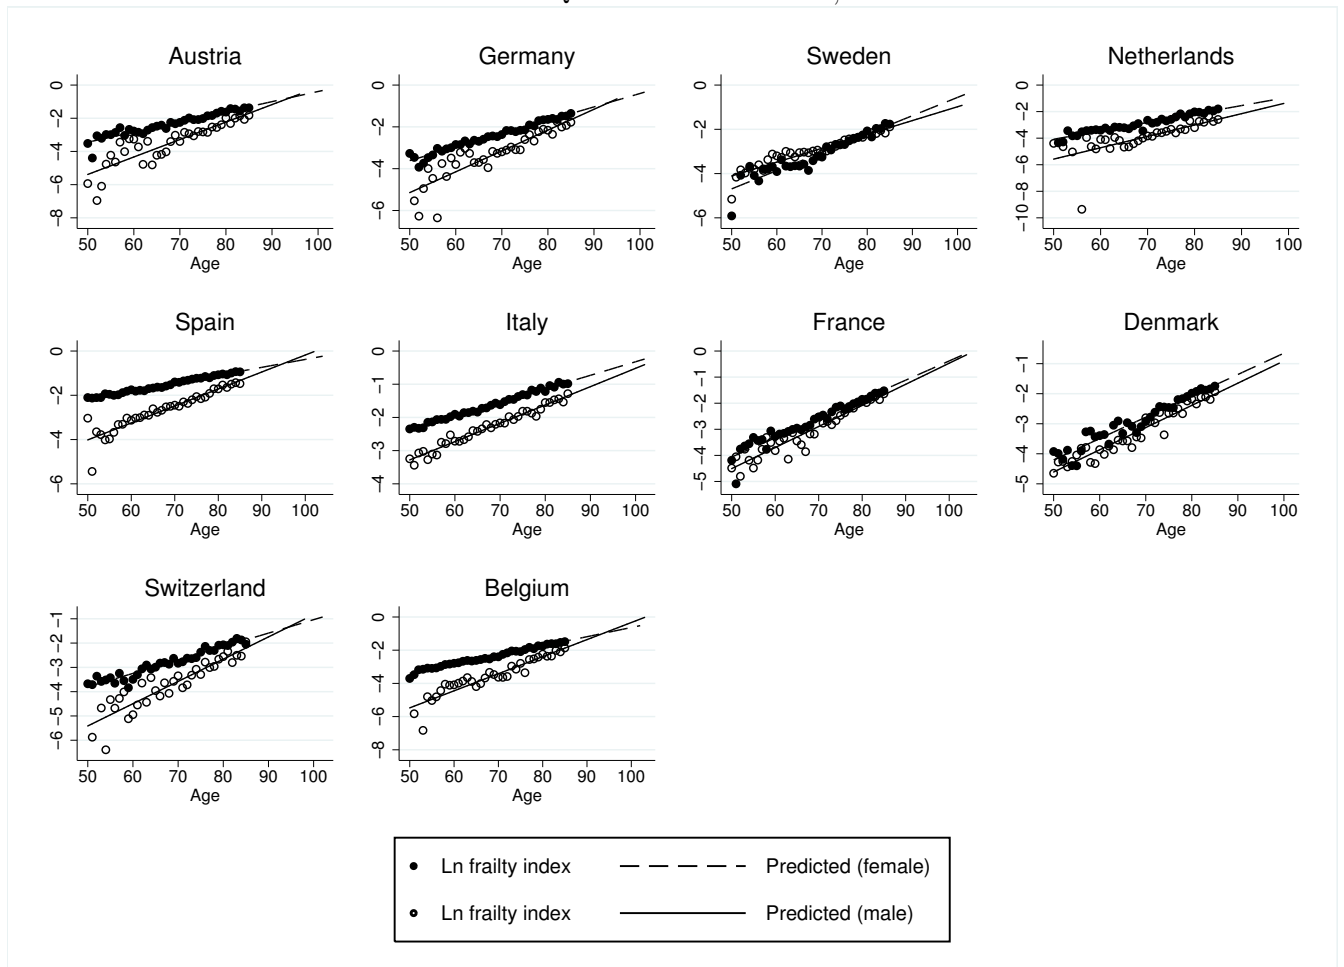 Austria Germany Sweden Netherlands
0 −2 −4 −6 −8
50 60 70 80 90 100
Age
0 −2 −4 −6
50 60 70 80 90 100
Age
0 −2 −4 −6
50 60 70 80 90 100
Age
0 −2 −4 −6 −8 −10
50 60 70 80 90 100
Age
Spain Italy France Denmark
0 −2 −4 −6
50 60 70 80 90 100
Age
0 −1 −2 −3 −4
50 60 70 80 90 100
Age
0 −1 −2 −3 −4 −5
50 60 70 80 90 100
Age
−1 −2 −3 −4 −5
50 60 70 80 90 100
Age
Switzerland Belgium
−1 −2 −3 −4 −5 −6
50 60 70 80 90 100
Age
0 −2 −4 −6 −8
50 60 70 80 90 100
Age
Ln frailty index Predicted (female)
Ln frailty index Predicted (male)